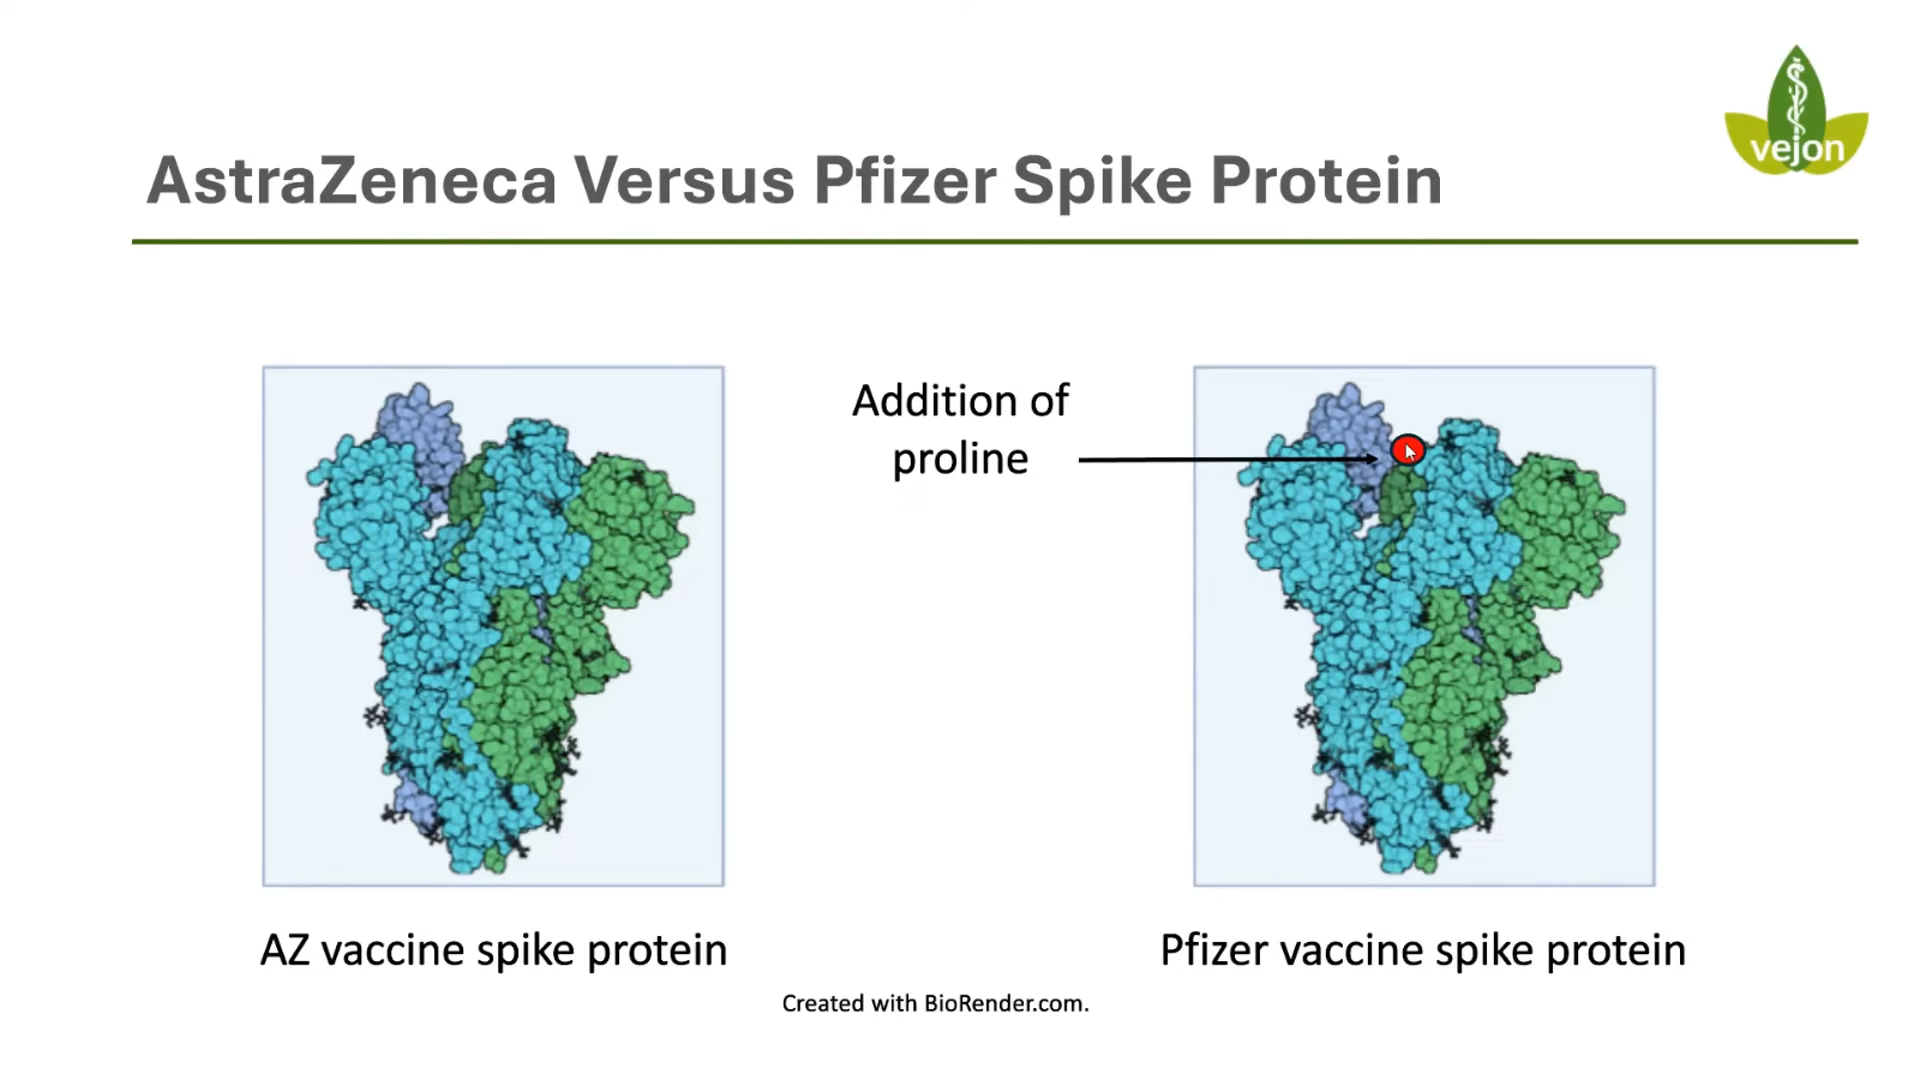 vejon
AstraZeneca Versus Pfizer Spike Protein
Addition of
proline
AZ vaccine spike protein
Pfizer vaccine spike protein
Created with BioRender.com.